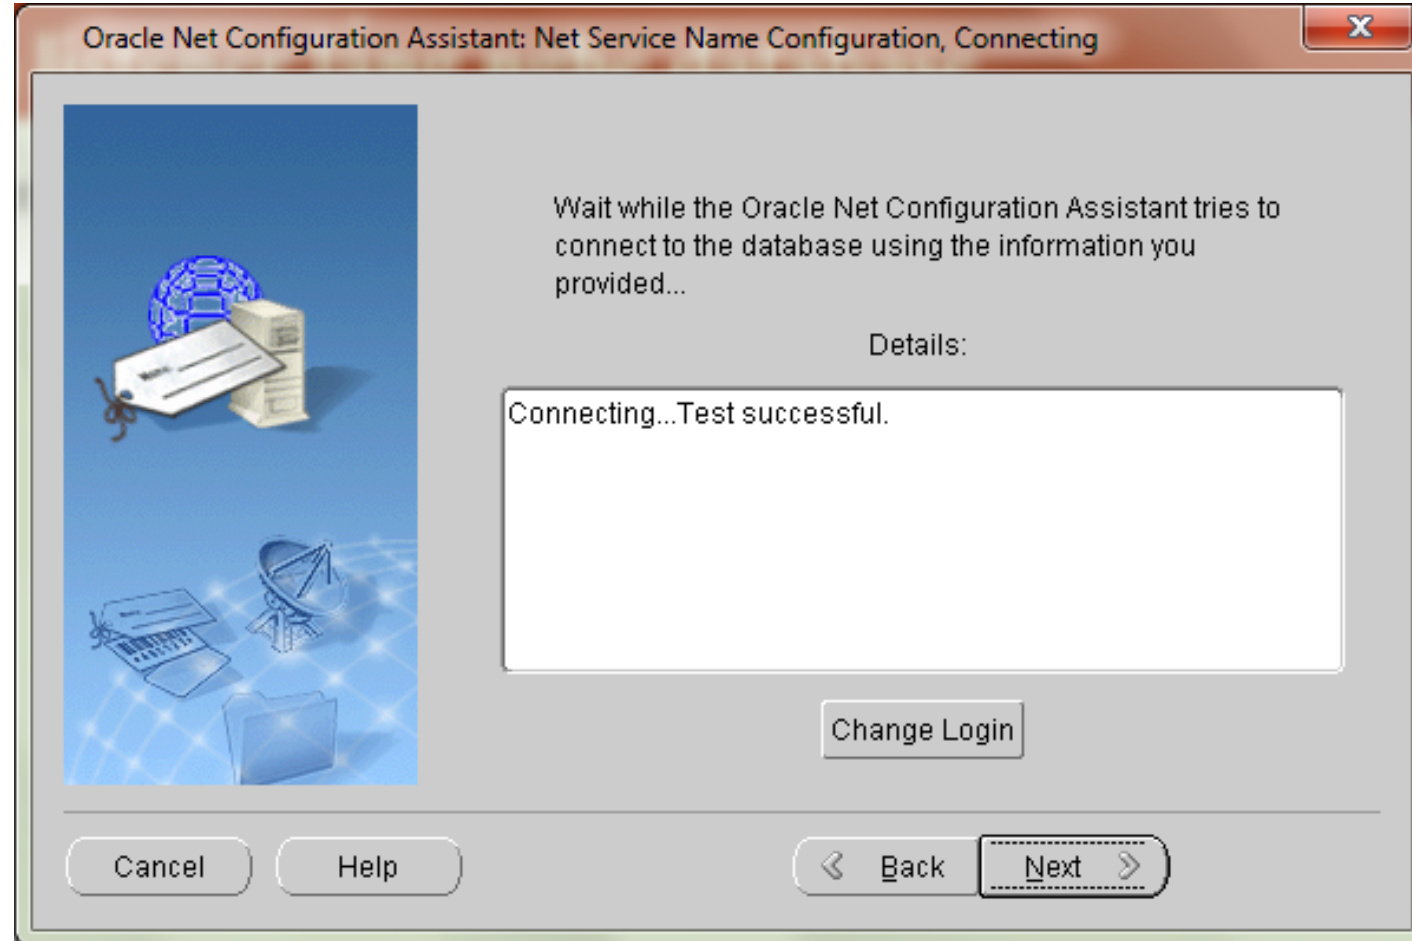 Oracle Net Configuration Assistant: Net Service Name Configuration, Connecting
Wait while the Oracle Net Configuration Assistant tries to
connect to the database using the information you
provided...
Details:
Connecting...Test successful.
Change Login
Cancel
Help
Back
Next